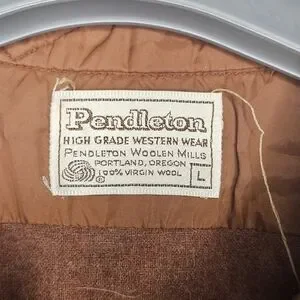 Pendleton
HIGH GRADE WESTERN WEAR
PENDLETON WOOLEN MILLS
PORTLAND, OREGON
100% VIRGIN WOOL
L